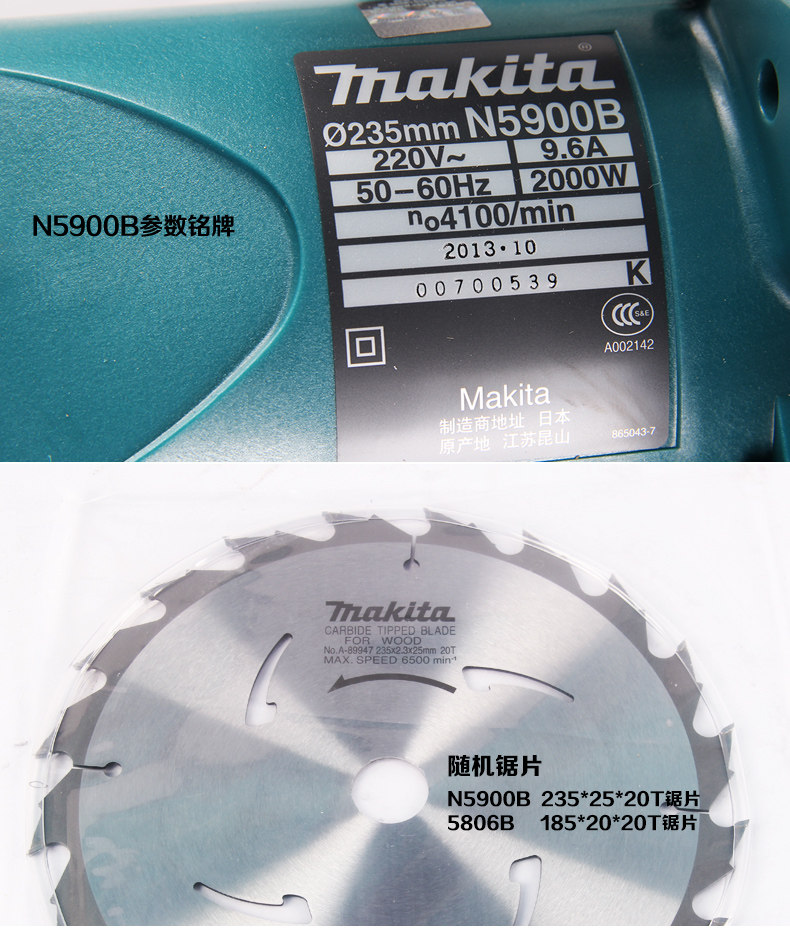 makita®
Ø235mm N5900B
220V~ 9.6A
50-60Hz 2000W
n₀4100/min
2013·10
00700539 K
S&E
A002142
Makita
制造商地址 日本
原产地 江苏昆山
865043-7
N5900B参数铭牌
makita
CARBIDE TIPPED BLADE
FOR WOOD
No.A-89947 235x2.3x25mm 20T
MAX. SPEED 6500 min⁻¹
随机锯片
N5900B 235*25*20T锯片
5806B 185*20*20T锯片